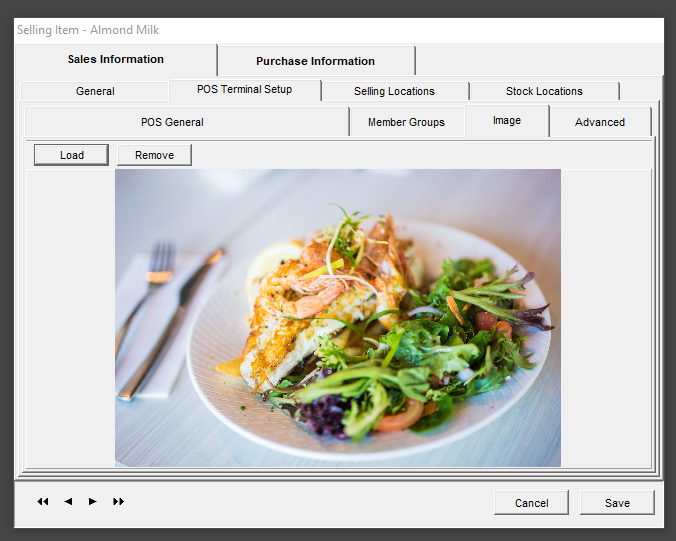 Selling Item - Almond Milk
Sales Information
Purchase Information
General
POS Terminal Setup
Selling Locations
Stock Locations
POS General
Member Groups
Image
Advanced
Load
Remove
Cancel
Save